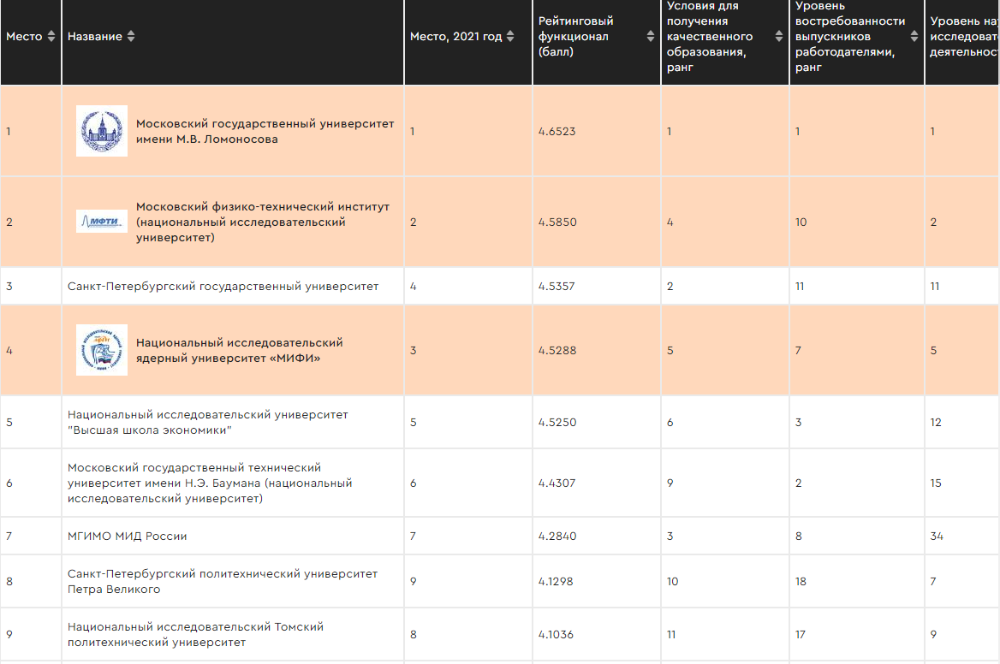 Место
Название
Место, 2021 год
Рейтинговый
функционал
(балл)
Условия для
получения
качественного
образования,
ранг
Уровень
востребованности
выпускников
работодателями,
ранг
Уровень
1
Московский государственный университет
имени М.В. Ломоносова
1
4.6523
1
1
1
2
МФТИ
Московский физико-технический институт
(национальный исследовательский
университет)
2
4.5850
4
10
2
3
Санкт-Петербургский государственный университет
4
4.5357
2
11
11
4
Национальный исследовательский
ядерный университет «МИФИ»
3
4.5288
5
7
5
5
Национальный исследовательский университет
"Высшая школа экономики"
5
4.5250
6
3
12
6
Московский государственный технический
университет имени Н.Э. Баумана (национальный
исследовательский университет)
6
4.4307
9
2
15
7
МГИМО МИД России
7
4.2840
3
8
34
8
Санкт-Петербургский политехнический университет
Петра Великого
9
4.1298
10
18
7
9
Национальный исследовательский Томский
политехнический университет
8
4.1036
11
17
9